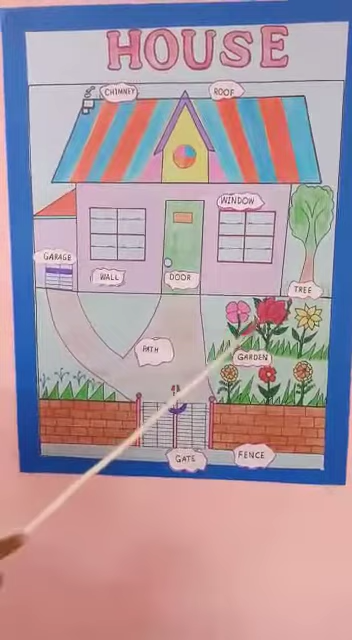 HOUSE
CHIMNEY
ROOF
WINDOW
GARAGE
WALL
DOOR
TREE
PATH
GARDEN
GATE
FENCE